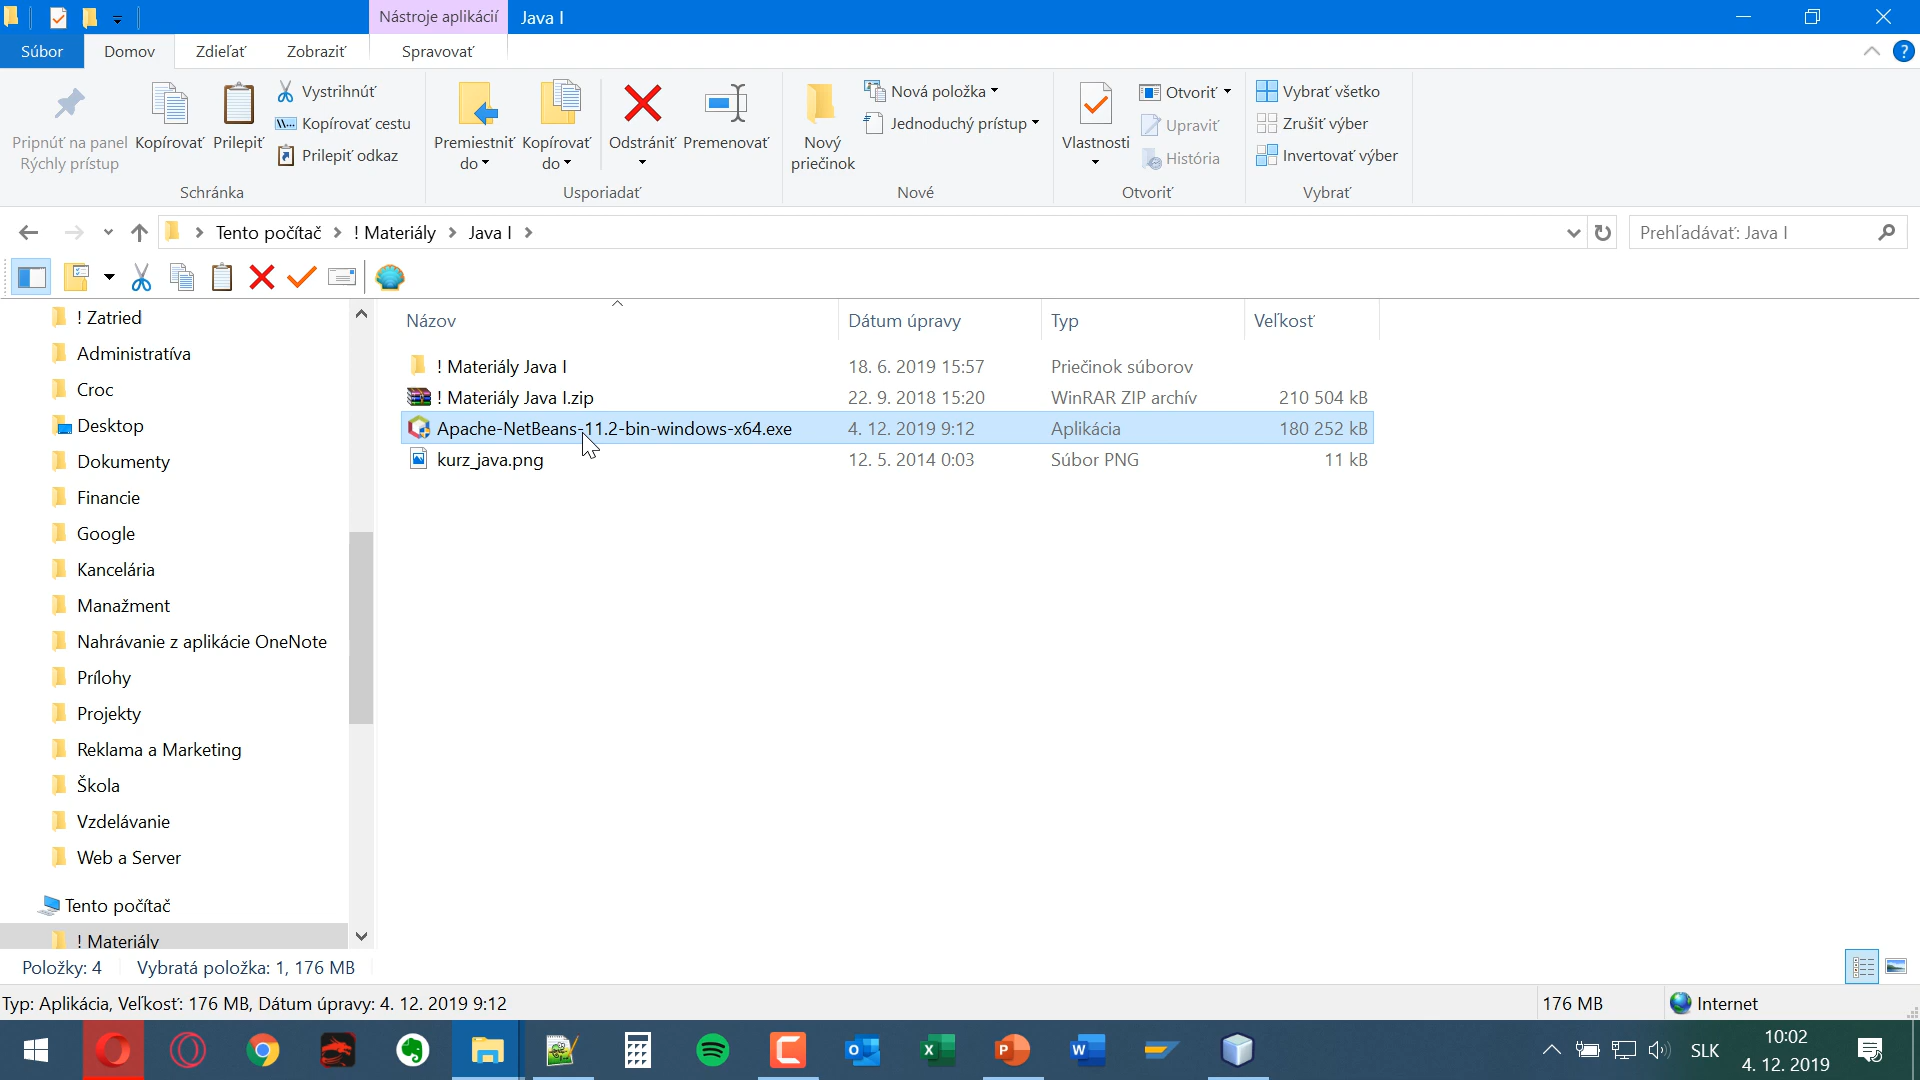 Nástroje aplikácií
Java I
Súbor
Domov
Zdieľať
Zobraziť
Spravovať
Pripnúť na panel
Rýchly prístup
Kopírovať
Prilepiť
Vystrihnúť
Kopírovať cestu
Prilepiť odkaz
Schránka
Premiestniť
do
Kopírovať
do
Odstrániť
Premenovať
Usporiadať
Nový
priečinok
Nová položka
Jednoduchý prístup
Nové
Vlastnosti
Otvoriť
Upraviť
História
Otvoriť
Vybrať všetko
Zrušiť výber
Invertovať výber
Vybrať
Tento počítač
! Materiály
Java I
Prehľadávať: Java I
! Zatried
Administratíva
Croc
Desktop
Dokumenty
Financie
Google
Kancelária
Manažment
Nahrávanie z aplikácie OneNote
Prílohy
Projekty
Reklama a Marketing
Škola
Vzdelávanie
Web a Server
Tento počítač
! Materiály
Názov Dátum úpravy Typ Veľkosť
! Materiály Java I 18. 6. 2019 15:57 Priečinok súborov
! Materiály Java I.zip 22. 9. 2018 15:20 WinRAR ZIP archív 210 504 kB
Apache-NetBeans-11.2-bin-windows-x64.exe 4. 12. 2019 9:12 Aplikácia 180 252 kB
kurz_java.png 12. 5. 2014 0:03 Súbor PNG 11 kB
Položky: 4 Vybratá položka: 1, 176 MB
Typ: Aplikácia, Veľkosť: 176 MB, Dátum úpravy: 4. 12. 2019 9:12
176 MB
Internet
SLK
10:02
4. 12. 2019